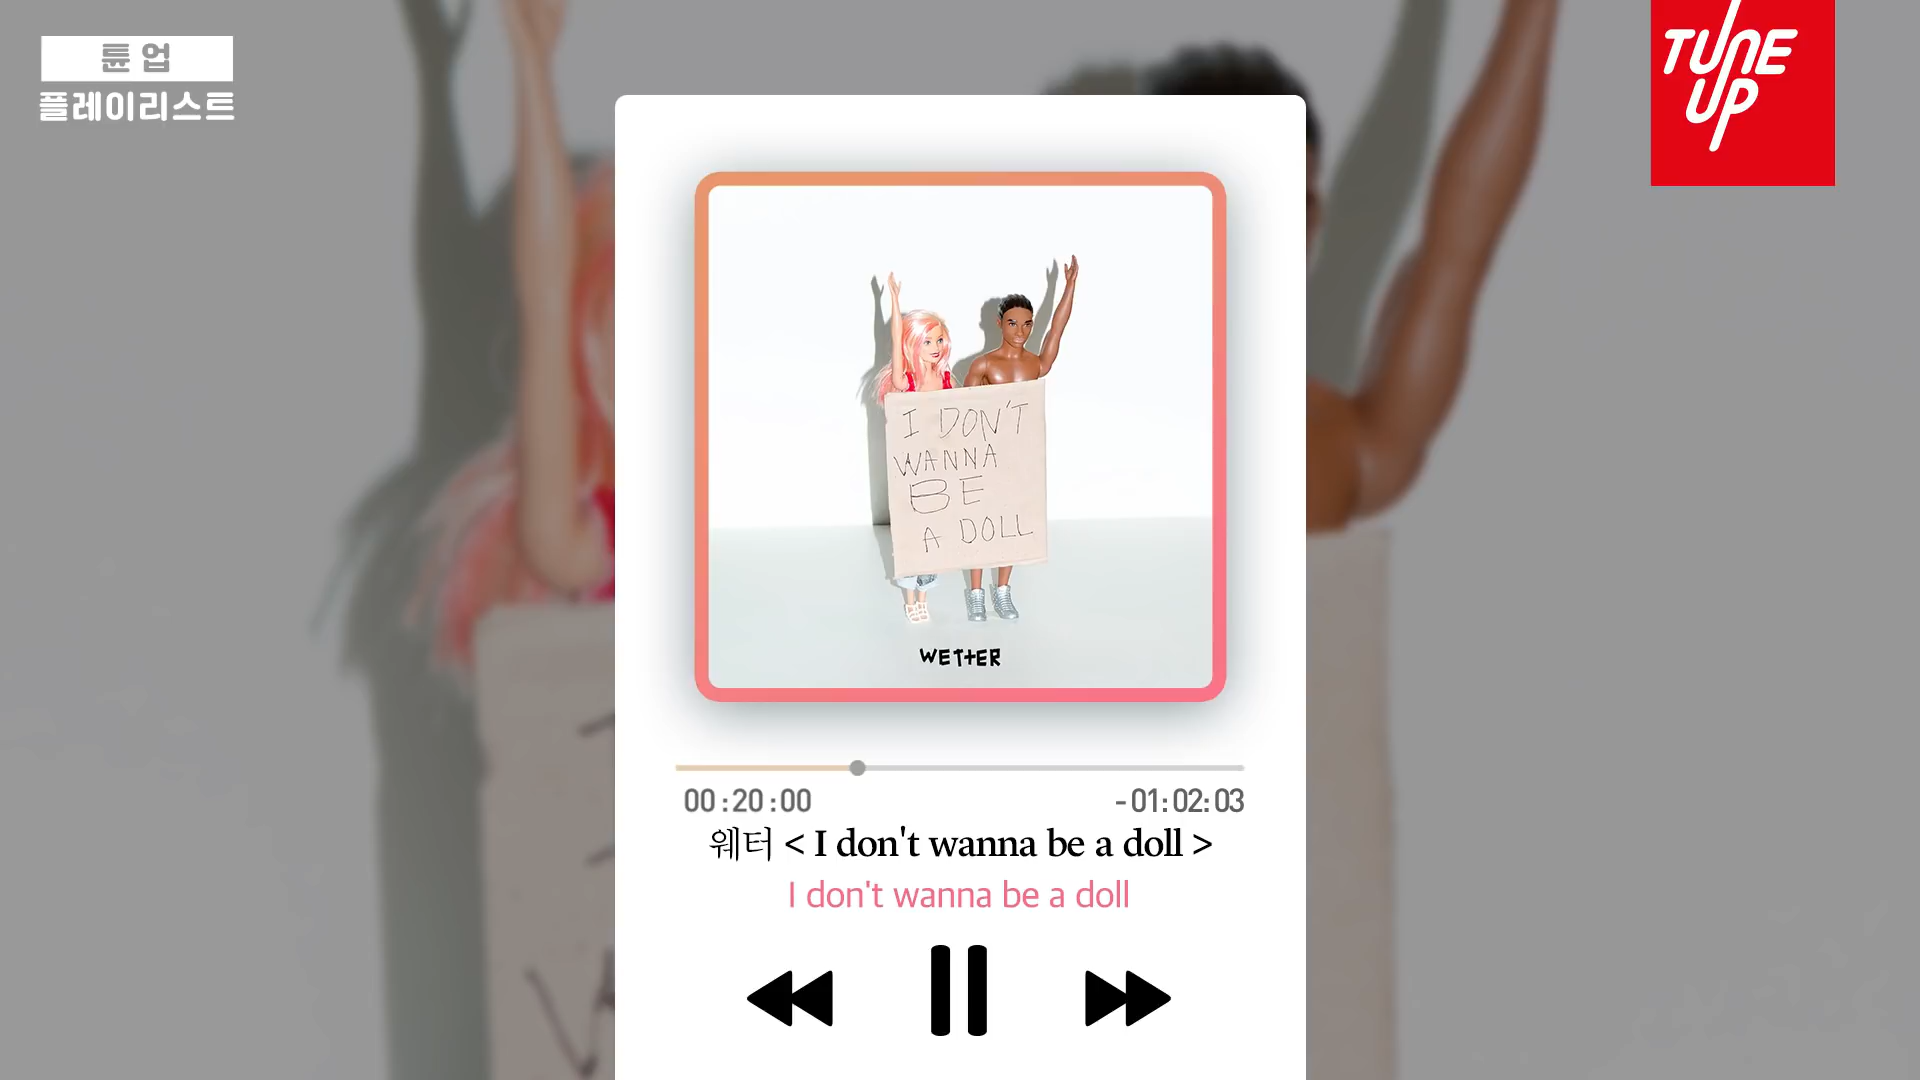 튠업
플레이리스트
TUNE
UP
I DON'T
WANNA
BE
A DOLL
WETTER
00:20:00
-01:02:03
웨터 < I don't wanna be a doll >
I don't wanna be a doll